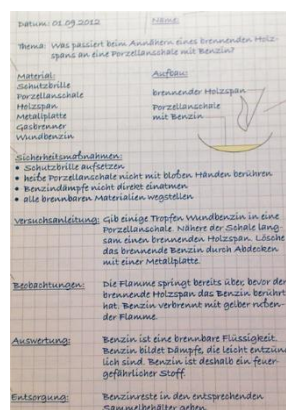 Datum: 01.09.2012 Name:
Thema: Was passiert beim Annähern eines brennenden Holz-
spans an eine Porzellanschale mit Benzin?
Material:
Schutzbrille
Porzellanschale
Holzspan
Metallplatte
Gasbrenner
Wundbenzin
Aufbau:
brennender Holzspan
Porzellanschale
mit Benzin
Sicherheitsmaßnahmen:
• Schutzbrille aufsetzen
• heiße Porzellanschale nicht mit bloßen Händen berühren
• Benzindämpfe nicht direkt einatmen
• alle brennbaren Materialien wegstellen
Versuchsanleitung: Gib einige Tropfen Wundbenzin in eine
Porzellanschale. Nähere der Schale lang-
sam einen brennenden Holzspan. Lösche
das brennende Benzin durch Abdecken
mit einer Metallplatte.
Beobachtungen: Die Flamme springt bereits über bevor der
brennende Holzspan das Benzin berührt
hat. Benzin verbrennt mit gelber rußen-
der Flamme.
Auswertung: Benzin ist eine brennbare Flüssigkeit.
Benzin bildet Dämpfe, die leicht entzünd-
lich sind. Benzin ist deshalb ein feuer-
gefährlicher Stoff.
Entsorgung: Benzinreste in den entsprechenden
Sammelbehälter geben.